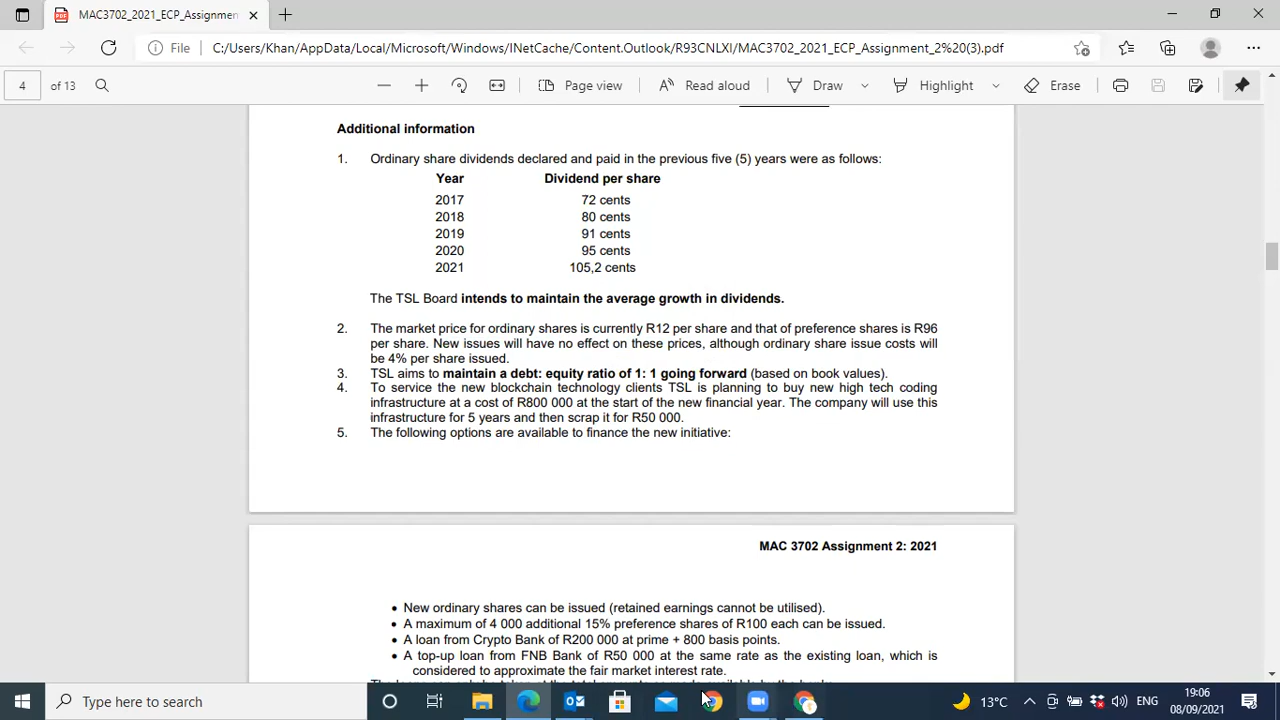 MAC3702_2021_ECP_Assignment
File
C:/Users/Khan/AppData/Local/Microsoft/Windows/INetCache/Content.Outlook/R93CNLXI/MAC3702_2021_ECP_Assignment_2%20(3).pdf
4 of 13
Page view
Read aloud
Draw
Highlight
Erase
Additional information
1. Ordinary share dividends declared and paid in the previous five (5) years were as follows:
Year Dividend per share
2017 72 cents
2018 80 cents
2019 91 cents
2020 95 cents
2021 105,2 cents
The TSL Board intends to maintain the average growth in dividends.
2. The market price for ordinary shares is currently R12 per share and that of preference shares is R96
per share. New issues will have no effect on these prices, although ordinary share issue costs will
be 4% per share issued.
3. TSL aims to maintain a debt: equity ratio of 1: 1 going forward (based on book values).
4. To service the new blockchain technology clients TSL is planning to buy new high tech coding
infrastructure at a cost of R800 000 at the start of the new financial year. The company will use this
infrastructure for 5 years and then scrap it for R50 000.
5. The following options are available to finance the new initiative:
MAC 3702 Assignment 2: 2021
• New ordinary shares can be issued (retained earnings cannot be utilised).
• A maximum of 4 000 additional 15% preference shares of R100 each can be issued.
• A loan from Crypto Bank of R200 000 at prime + 800 basis points.
• A top-up loan from FNB Bank of R50 000 at the same rate as the existing loan, which is
considered to approximate the fair market interest rate.
Type here to search
13°C
ENG
19:06
08/09/2021